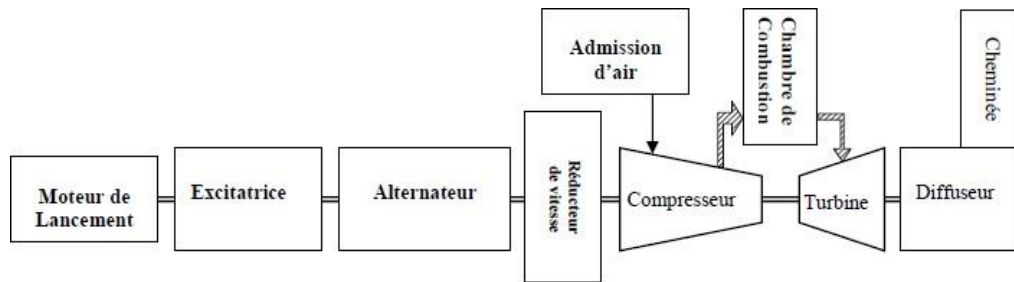 Moteur de
Lancement
Excitatrice
Alternateur
Réducteur
de vitesse
Admission
d'air
Compresseur
Chambre de
Combustion
Turbine
Diffuseur
Cheminée